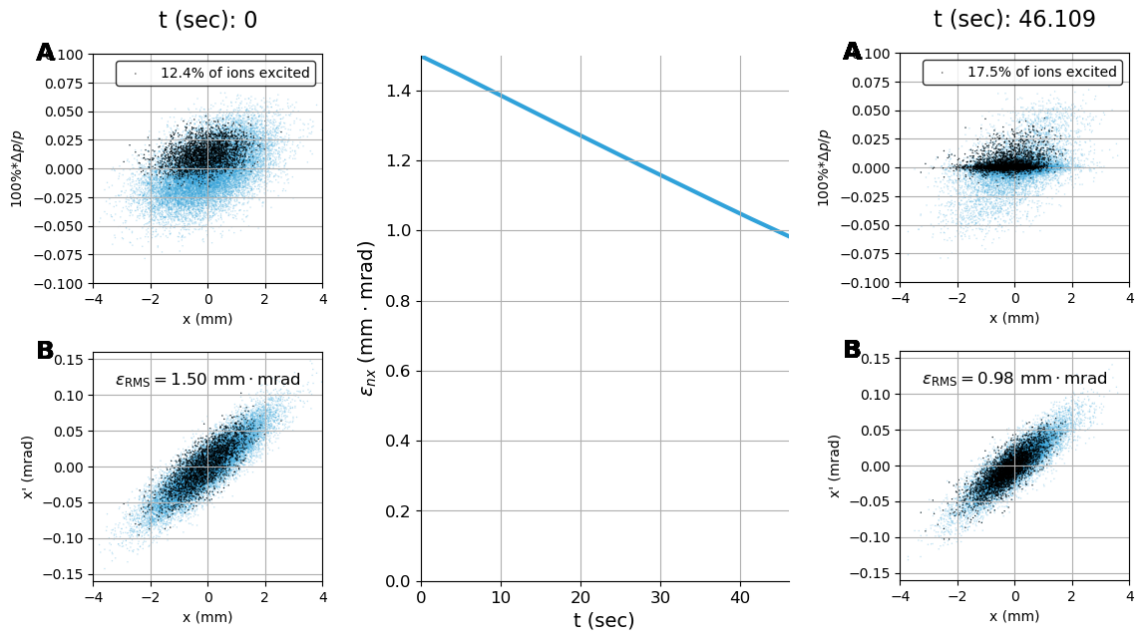 t (sec): 0
A
12.4% of ions excited
100%*Δp/p
0.100
0.075
0.050
0.025
0.000
−0.025
−0.050
−0.075
−0.100
−4 −2 0 2 4
x (mm)
B
εRMS = 1.50 mm · mrad
x' (mrad)
0.15
0.10
0.05
0.00
−0.05
−0.10
−0.15
−4 −2 0 2 4
x (mm)
εnx (mm · mrad)
1.4
1.2
1.0
0.8
0.6
0.4
0.2
0.0
0 10 20 30 40
t (sec)
t (sec): 46.109
A
17.5% of ions excited
100%*Δp/p
0.100
0.075
0.050
0.025
0.000
−0.025
−0.050
−0.075
−0.100
−4 −2 0 2 4
x (mm)
B
εRMS = 0.98 mm · mrad
x' (mrad)
0.15
0.10
0.05
0.00
−0.05
−0.10
−0.15
−4 −2 0 2 4
x (mm)